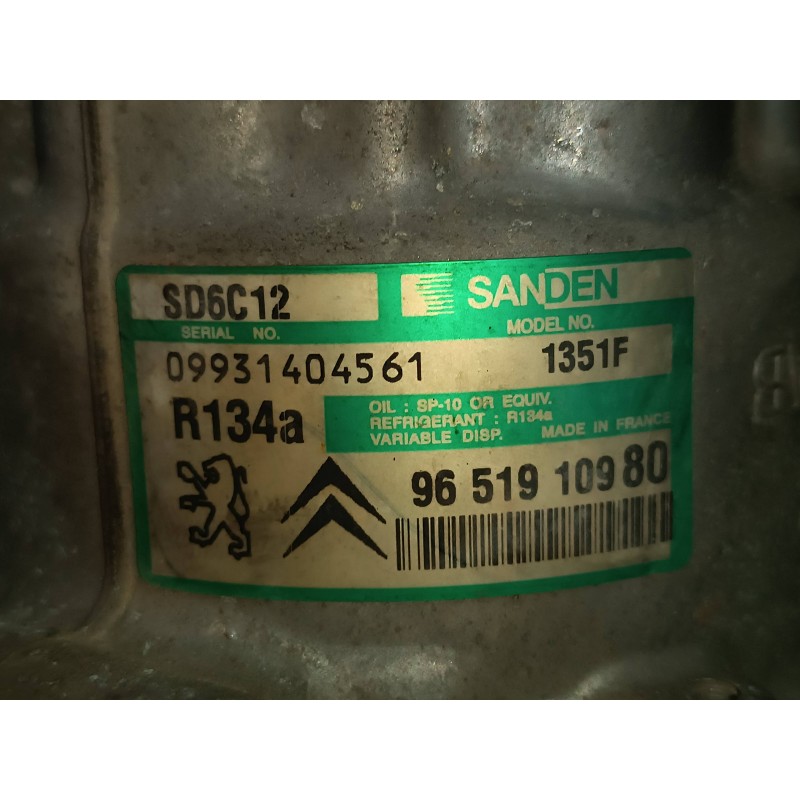 SD6C12
SANDEN
SERIAL NO.
MODEL NO.
09931404561
1351F
R134a
OIL : SP-10 OR EQUIV.
REFRIGERANT : R134a
VARIABLE DISP. MADE IN FRANCE
96 519 109 80